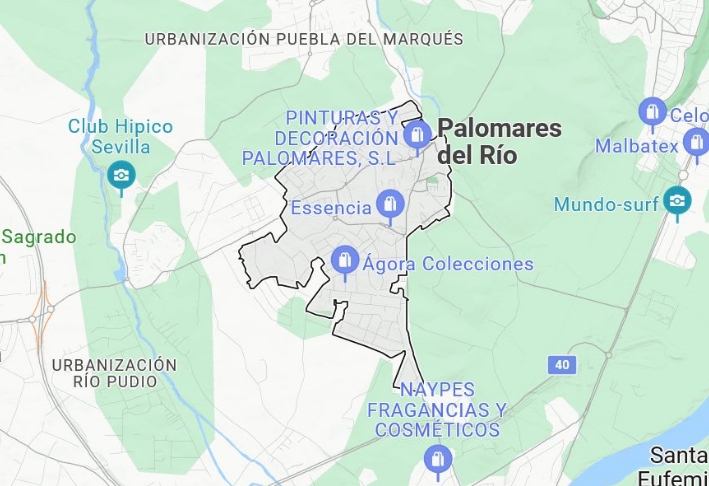 URBANIZACIÓN PUEBLA DEL MARQUÉS
PINTURAS Y
DECORACIÓN
PALOMARES, S.L
Palomares
del Río
Celo
Malbatex
Club Hipico
Sevilla
Essencia
Mundo-surf
Sagrado
n
Ágora Colecciones
URBANIZACIÓN
RÍO PUDIO
40
NAYPES
FRAGANCIAS Y
COSMÉTICOS
Santa
Eufemi